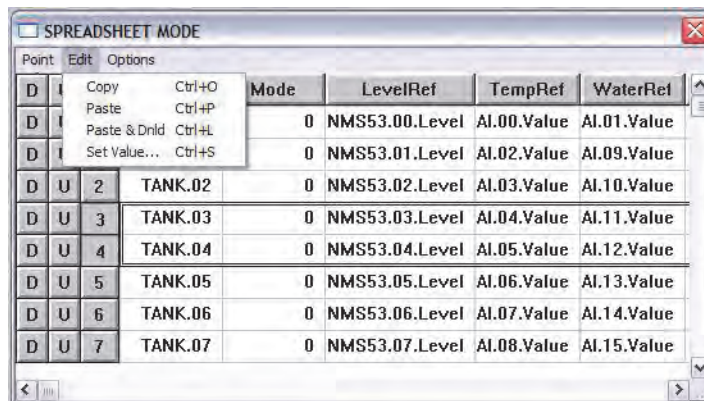 SPREADSHEET MODE
Point Edit Options
Copy Ctrl+O
Paste Ctrl+P
Paste & Dnld Ctrl+L
Set Value... Ctrl+S
D Mode LevelRef TempRef WaterRef
D 0 NMS53.00.Level AI.00.Value AI.01.Value
D 0 NMS53.01.Level AI.02.Value AI.09.Value
D U 2 TANK.02 0 NMS53.02.Level AI.03.Value AI.10.Value
D U 3 TANK.03 0 NMS53.03.Level AI.04.Value AI.11.Value
D U 4 TANK.04 0 NMS53.04.Level AI.05.Value AI.12.Value
D U 5 TANK.05 0 NMS53.05.Level AI.06.Value AI.13.Value
D U 6 TANK.06 0 NMS53.06.Level AI.07.Value AI.14.Value
D U 7 TANK.07 0 NMS53.07.Level AI.08.Value AI.15.Value